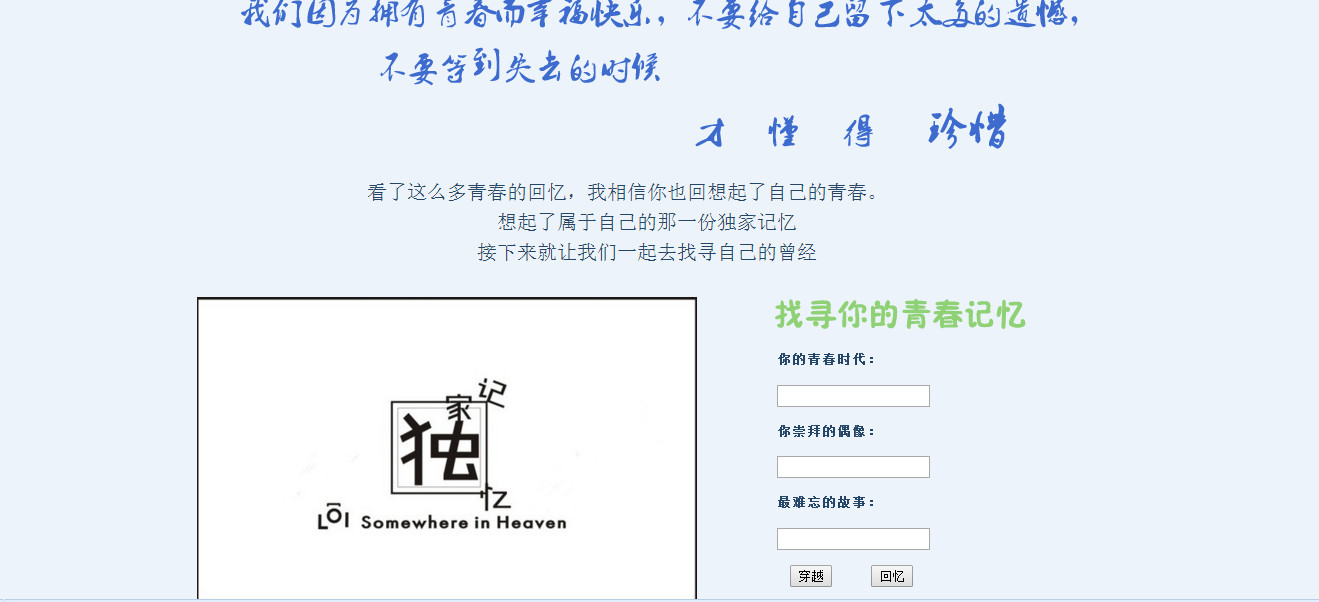 我们因为拥有青春而幸福快乐，不要给自己留下太多的遗憾，
不要等到失去的时候
才 懂 得 珍惜
看了这么多青春的回忆，我相信你也回想起了自己的青春。
想起了属于自己的那一份独家记忆
接下来就让我们一起去找寻自己的曾经
独家记忆
LOI Somewhere in Heaven
找寻你的青春记忆
你的青春时代：
你崇拜的偶像：
最难忘的故事：
穿越 回忆